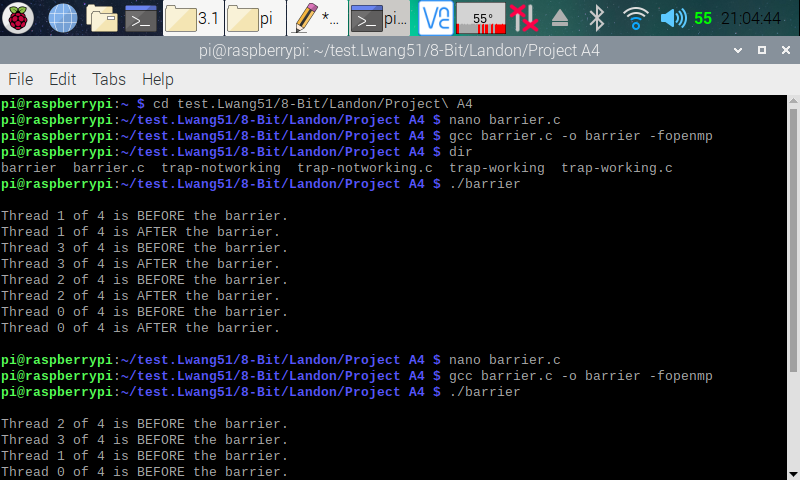 3.1
pi
*...
pi...
55°
55
21:04:44
pi@raspberrypi: ~/test.Lwang51/8-Bit/Landon/Project A4
File Edit Tabs Help
pi@raspberrypi:~ $ cd test.Lwang51/8-Bit/Landon/Project\ A4
pi@raspberrypi:~/test.Lwang51/8-Bit/Landon/Project A4 $ nano barrier.c
pi@raspberrypi:~/test.Lwang51/8-Bit/Landon/Project A4 $ gcc barrier.c -o barrier -fopenmp
pi@raspberrypi:~/test.Lwang51/8-Bit/Landon/Project A4 $ dir
barrier  barrier.c  trap-notworking  trap-notworking.c  trap-working  trap-working.c
pi@raspberrypi:~/test.Lwang51/8-Bit/Landon/Project A4 $ ./barrier
Thread 1 of 4 is BEFORE the barrier.
Thread 1 of 4 is AFTER the barrier.
Thread 3 of 4 is BEFORE the barrier.
Thread 3 of 4 is AFTER the barrier.
Thread 2 of 4 is BEFORE the barrier.
Thread 2 of 4 is AFTER the barrier.
Thread 0 of 4 is BEFORE the barrier.
Thread 0 of 4 is AFTER the barrier.
pi@raspberrypi:~/test.Lwang51/8-Bit/Landon/Project A4 $ nano barrier.c
pi@raspberrypi:~/test.Lwang51/8-Bit/Landon/Project A4 $ gcc barrier.c -o barrier -fopenmp
pi@raspberrypi:~/test.Lwang51/8-Bit/Landon/Project A4 $ ./barrier
Thread 2 of 4 is BEFORE the barrier.
Thread 3 of 4 is BEFORE the barrier.
Thread 1 of 4 is BEFORE the barrier.
Thread 0 of 4 is BEFORE the barrier.